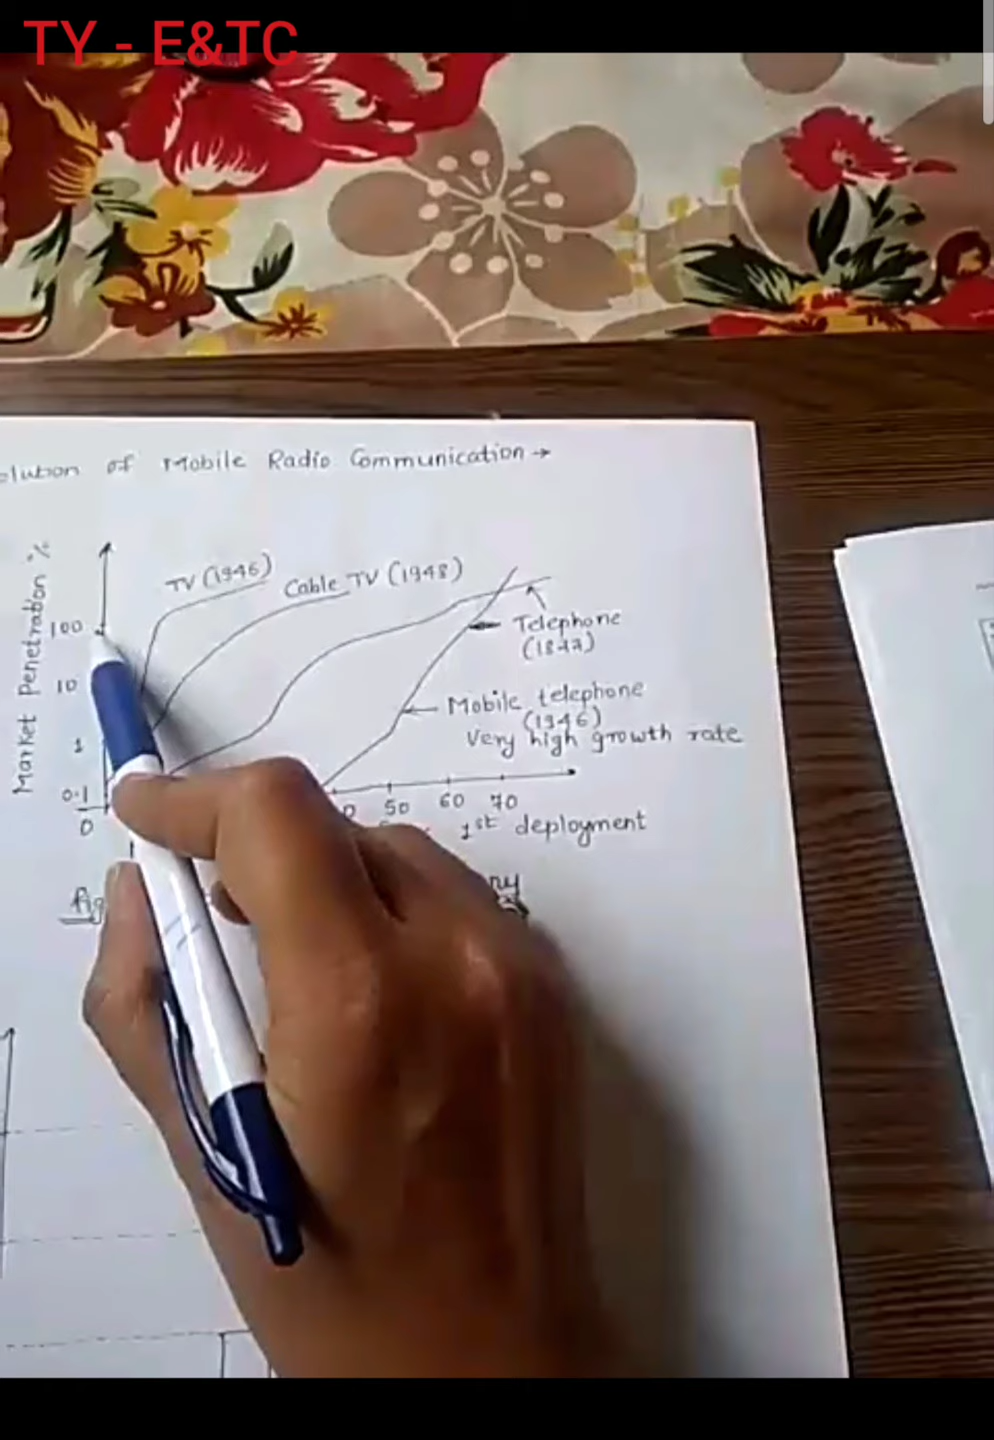 TY - E&TC
of Mobile Radio Communication →
Market Penetration %
TV (1946)
Cable TV (1948)
100
10
1
0.1
0
Telephone
(1877)
Mobile telephone
(1946)
Very high growth rate
50 60 70
1st deployment
fig